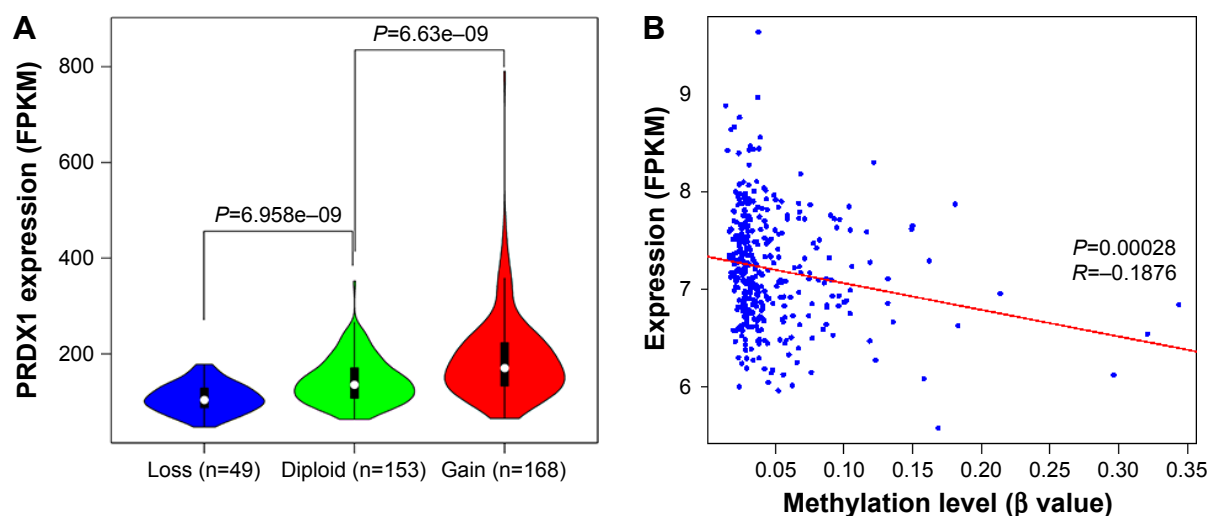 A
PRDX1 expression (FPKM)
800
600
400
200
P=6.63e–09
P=6.958e–09
Loss (n=49)
Diploid (n=153)
Gain (n=168)
B
Expression (FPKM)
9
8
7
6
P=0.00028
R=–0.1876
0.05 0.10 0.15 0.20 0.25 0.30 0.35
Methylation level (β value)